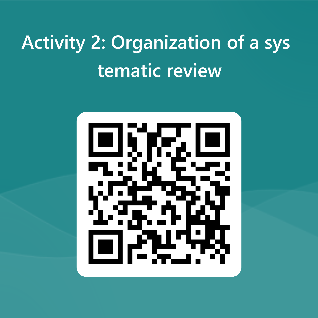 Activity 2: Organization of a sys
tematic review